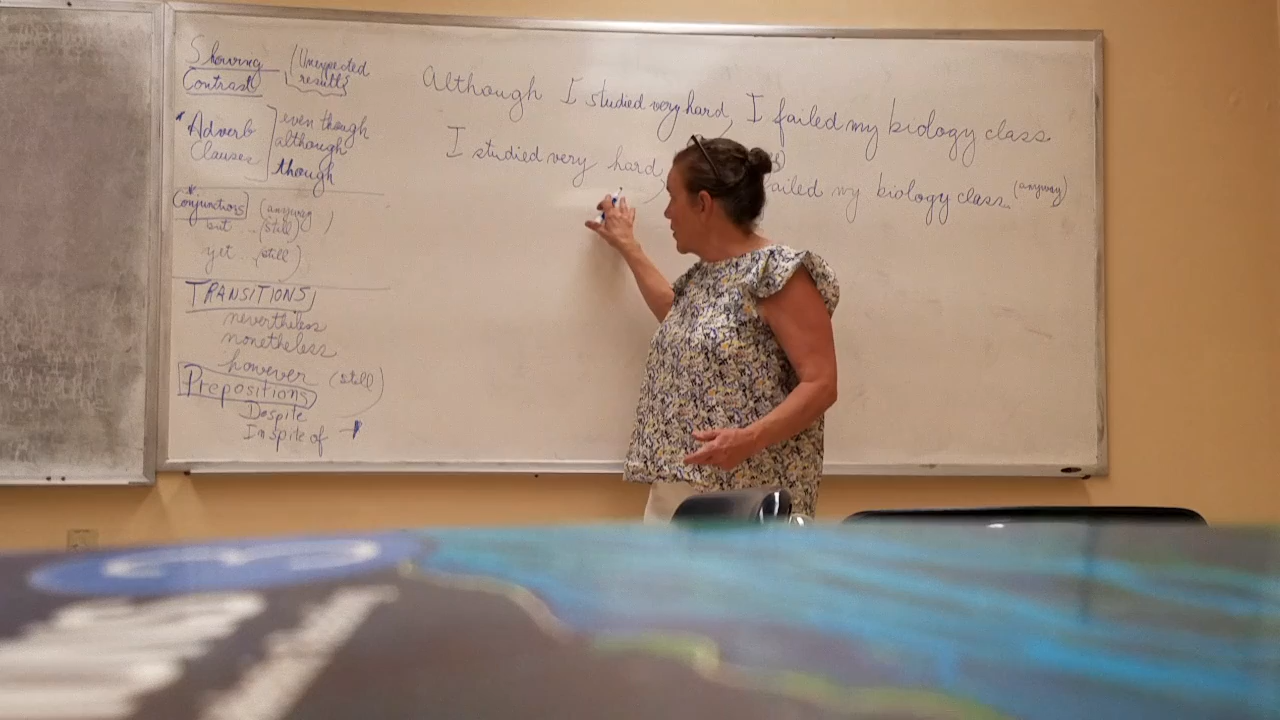 Showing
Contrast
(Unexpected
results)
*Adverb
Clauses
even though
although
though
*Conjunctions
but (anyway)
(still)
yet (still)
TRANSITIONS
nevertheless
nonetheless
however (still)
Prepositions
Despite
In spite of
Although I studied very hard, I failed my biology class.
I studied very hard, failed my biology class. (anyway)
3